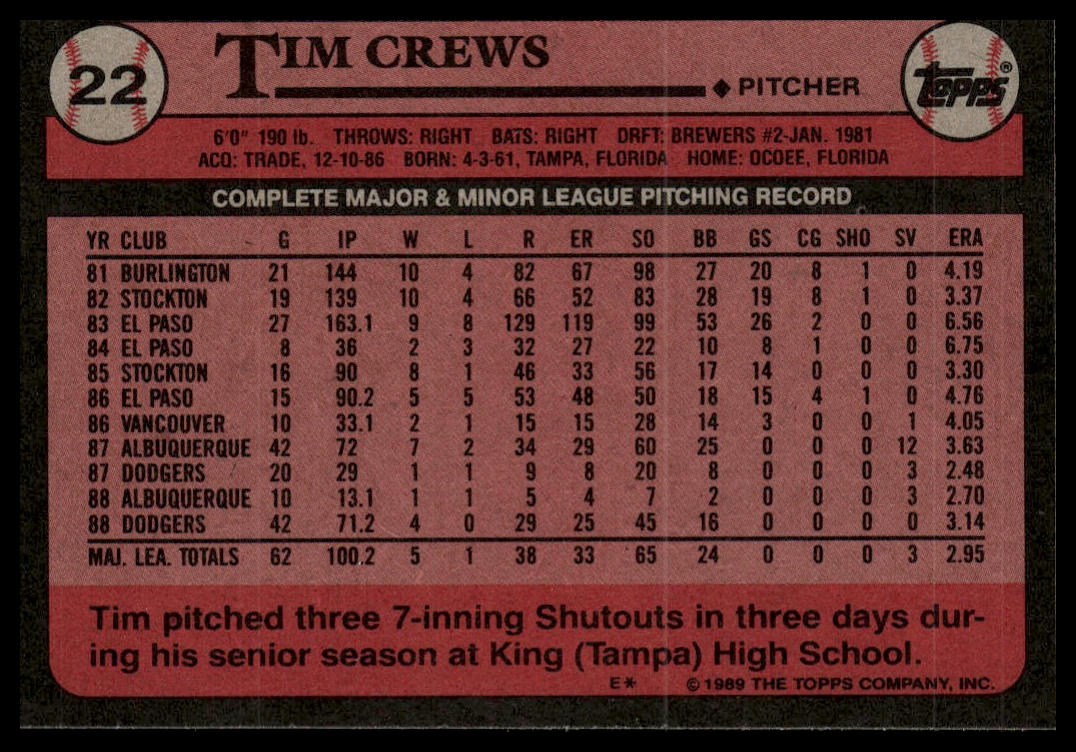 22
TIM CREWS
◆ PITCHER
topps®
6'0" 190 lb. THROWS: RIGHT BATS: RIGHT DRFT: BREWERS #2-JAN. 1981
ACQ: TRADE, 12-10-86 BORN: 4-3-61, TAMPA, FLORIDA HOME: OCOEE, FLORIDA
COMPLETE MAJOR & MINOR LEAGUE PITCHING RECORD
YR CLUB G IP W L R ER SO BB GS CG SHO SV ERA
81 BURLINGTON 21 144 10 4 82 67 98 27 20 8 1 0 4.19
82 STOCKTON 19 139 10 4 66 52 83 28 19 8 1 0 3.37
83 EL PASO 27 163.1 9 8 129 119 99 53 26 2 0 0 6.56
84 EL PASO 8 36 2 3 32 27 22 10 8 1 0 0 6.75
85 STOCKTON 16 90 8 1 46 33 56 17 14 0 0 0 3.30
86 EL PASO 15 90.2 5 5 53 48 50 18 15 4 1 0 4.76
86 VANCOUVER 10 33.1 2 1 15 15 28 14 3 0 0 1 4.05
87 ALBUQUERQUE 42 72 7 2 34 29 60 25 0 0 0 12 3.63
87 DODGERS 20 29 1 1 9 8 20 8 0 0 0 3 2.48
88 ALBUQUERQUE 10 13.1 1 1 5 4 7 2 0 0 0 3 2.70
88 DODGERS 42 71.2 4 0 29 25 45 16 0 0 0 0 3.14
MAJ. LEA. TOTALS 62 100.2 5 1 38 33 65 24 0 0 0 3 2.95
Tim pitched three 7-inning Shutouts in three days dur-
ing his senior season at King (Tampa) High School.
E* © 1989 THE TOPPS COMPANY, INC.